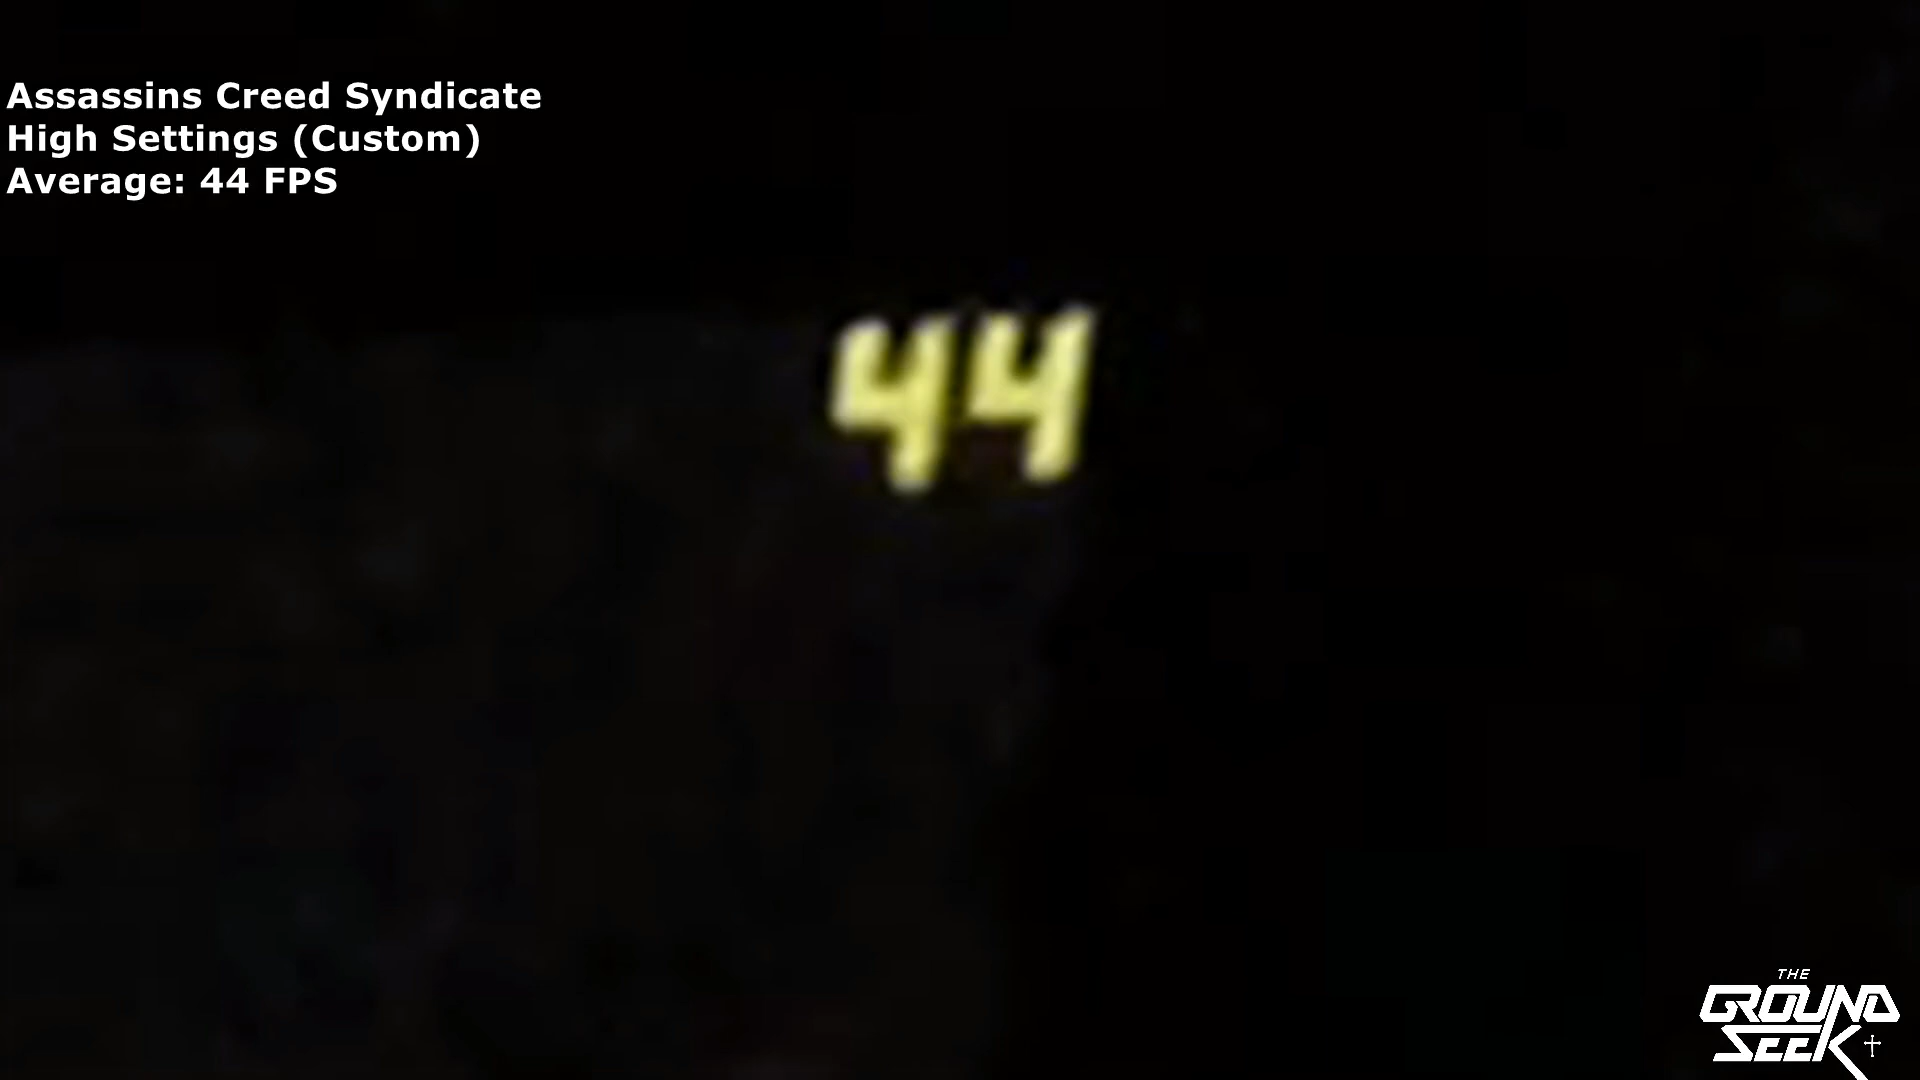 Assassins Creed Syndicate
High Settings (Custom)
Average: 44 FPS
44
THE
GROUND
SEEK